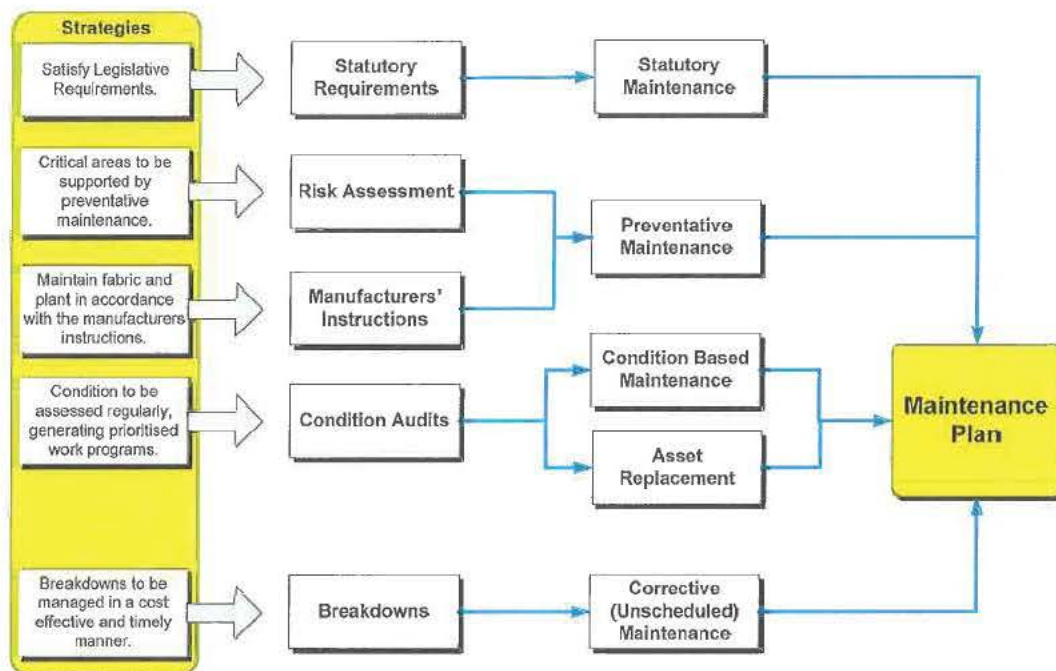 Strategies
Satisfy Legislative
Requirements.
Statutory
Requirements
Statutory
Maintenance
Critical areas to be
supported by
preventative
maintenance.
Risk Assessment
Preventative
Maintenance
Maintain fabric and
plant in accordance
with the manufacturers
instructions.
Manufacturers'
Instructions
Condition to be
assessed regularly,
generating prioritised
work programs.
Condition Audits
Condition Based
Maintenance
Asset
Replacement
Maintenance
Plan
Breakdowns to be
managed in a cost
effective and timely
manner.
Breakdowns
Corrective
(Unscheduled)
Maintenance